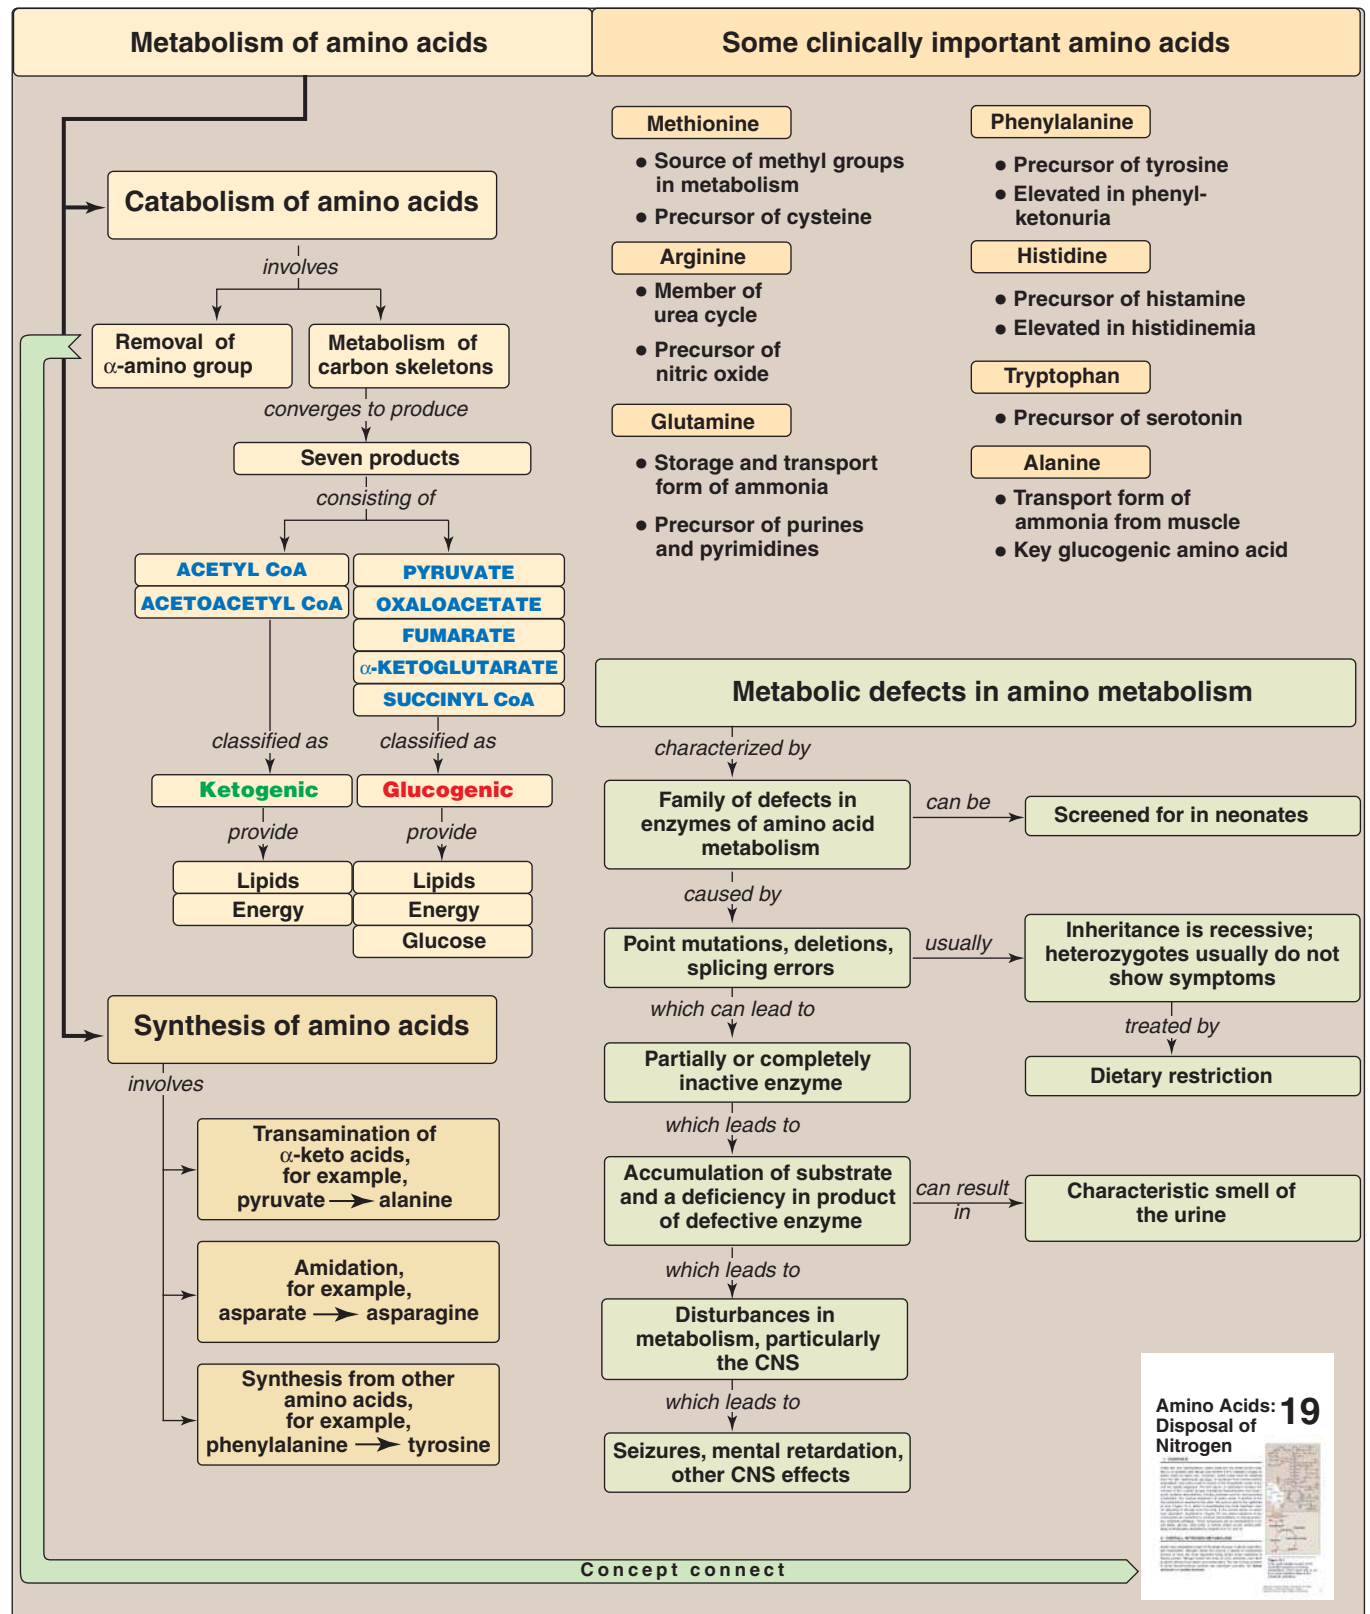 Metabolism of amino acids
Catabolism of amino acids
involves
Removal of
α-amino group
Metabolism of
carbon skeletons
converges to produce
Seven products
consisting of
ACETYL CoA
ACETOACETYL CoA
PYRUVATE
OXALOACETATE
FUMARATE
α-KETOGLUTARATE
SUCCINYL CoA
classified as
classified as
Ketogenic
Glucogenic
provide
provide
Lipids
Energy
Lipids
Energy
Glucose
Synthesis of amino acids
involves
Transamination of
α-keto acids,
for example,
pyruvate → alanine
Amidation,
for example,
asparate → asparagine
Synthesis from other
amino acids,
for example,
phenylalanine → tyrosine
Some clinically important amino acids
Methionine
● Source of methyl groups
in metabolism
● Precursor of cysteine
Arginine
● Member of
urea cycle
● Precursor of
nitric oxide
Glutamine
● Storage and transport
form of ammonia
● Precursor of purines
and pyrimidines
Phenylalanine
● Precursor of tyrosine
● Elevated in phenyl-
ketonuria
Histidine
● Precursor of histamine
● Elevated in histidinemia
Tryptophan
● Precursor of serotonin
Alanine
● Transport form of
ammonia from muscle
● Key glucogenic amino acid
Metabolic defects in amino metabolism
characterized by
Family of defects in
enzymes of amino acid
metabolism
can be
Screened for in neonates
caused by
Point mutations, deletions,
splicing errors
usually
Inheritance is recessive;
heterozygotes usually do not
show symptoms
treated by
Dietary restriction
which can lead to
Partially or completely
inactive enzyme
which leads to
Accumulation of substrate
and a deficiency in product
of defective enzyme
can result
in
Characteristic smell of
the urine
which leads to
Disturbances in
metabolism, particularly
the CNS
which leads to
Seizures, mental retardation,
other CNS effects
Amino Acids: 19
Disposal of
Nitrogen
Concept connect